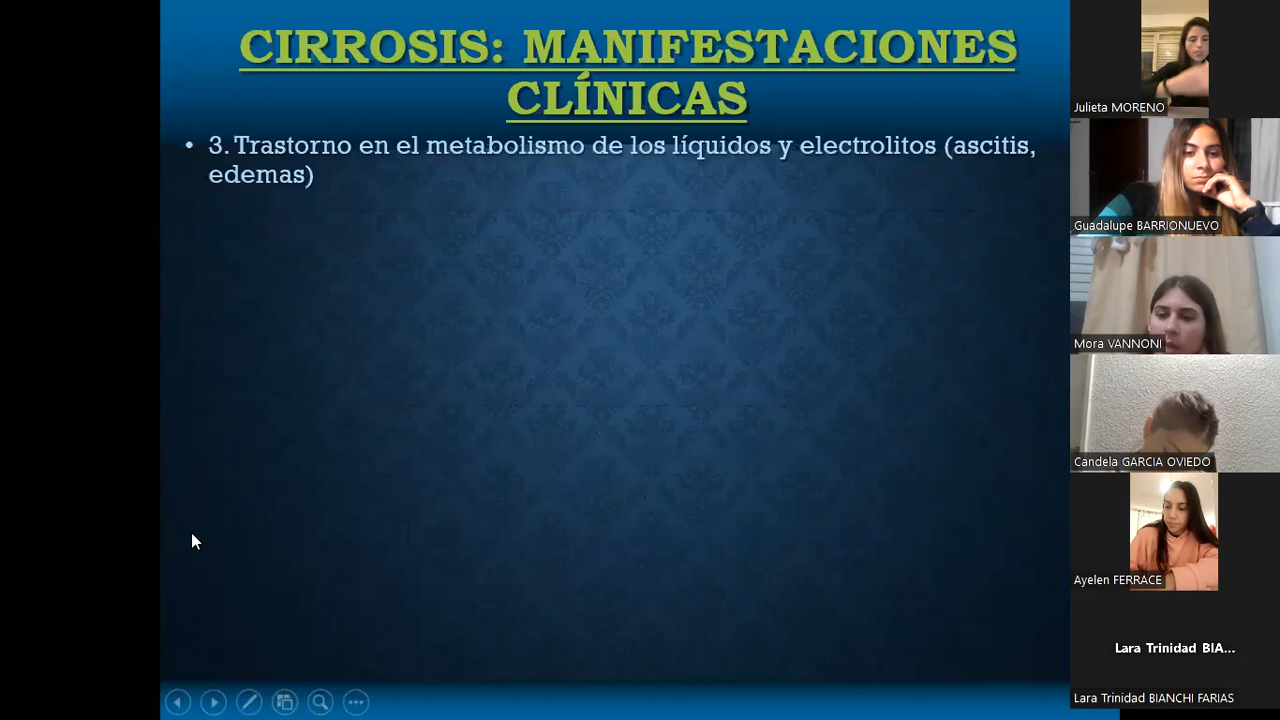 CIRROSIS: MANIFESTACIONES
CLÍNICAS
• 3. Trastorno en el metabolismo de los líquidos y electrolitos (ascitis,
edemas)
Julieta MORENO
Guadalupe BARRIONUEVO
Mora VANNONI
Candela GARCIA OVIEDO
Ayelen FERRACE
Lara Trinidad BIA...
Lara Trinidad BIANCHI FARIAS